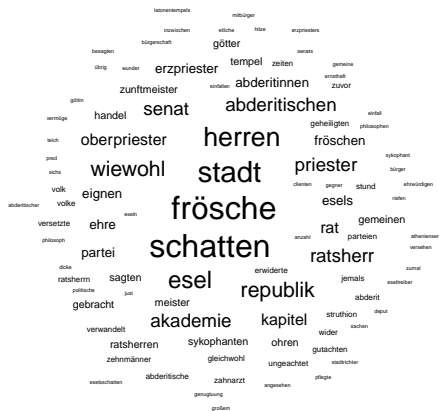 latonentempels
mitbürger
inzwischen etliche hitze erzpriesters
bürgerschaft götter senats
besagten
übrig wunder erzpriester tempel zeiten gemeine
ernsthaft
zunftmeister einfallen abderitinnen zuvor
göttin
vermöge handel senat abderitischen geheiligten einfall
philosophen
teich oberpriester herren fröschen
pred sykophant
sichs wiewohl stadt priester bürger
volk eignen clienten gegner stund ehrwürdigen
abderitischer volke eseln frösche esels riefen
versetzte ehre anzahl rat gemeinen
athenienser
philosoph partei schatten parteien versehen
ratsherr
dicke
ratsherrn sagten esel erwiderte jemals zumal
politische just republik eseltreiber
gebracht meister abderit
struthion deput
verwandelt akademie kapitel wider sachen
ratsherren sykophanten ohren gutachten
zehnmänner gleichwohl ungeachtet stadtrichter
abderitische zahnarzt pflegte
eselsschatten angesehen
genugtuung
großem